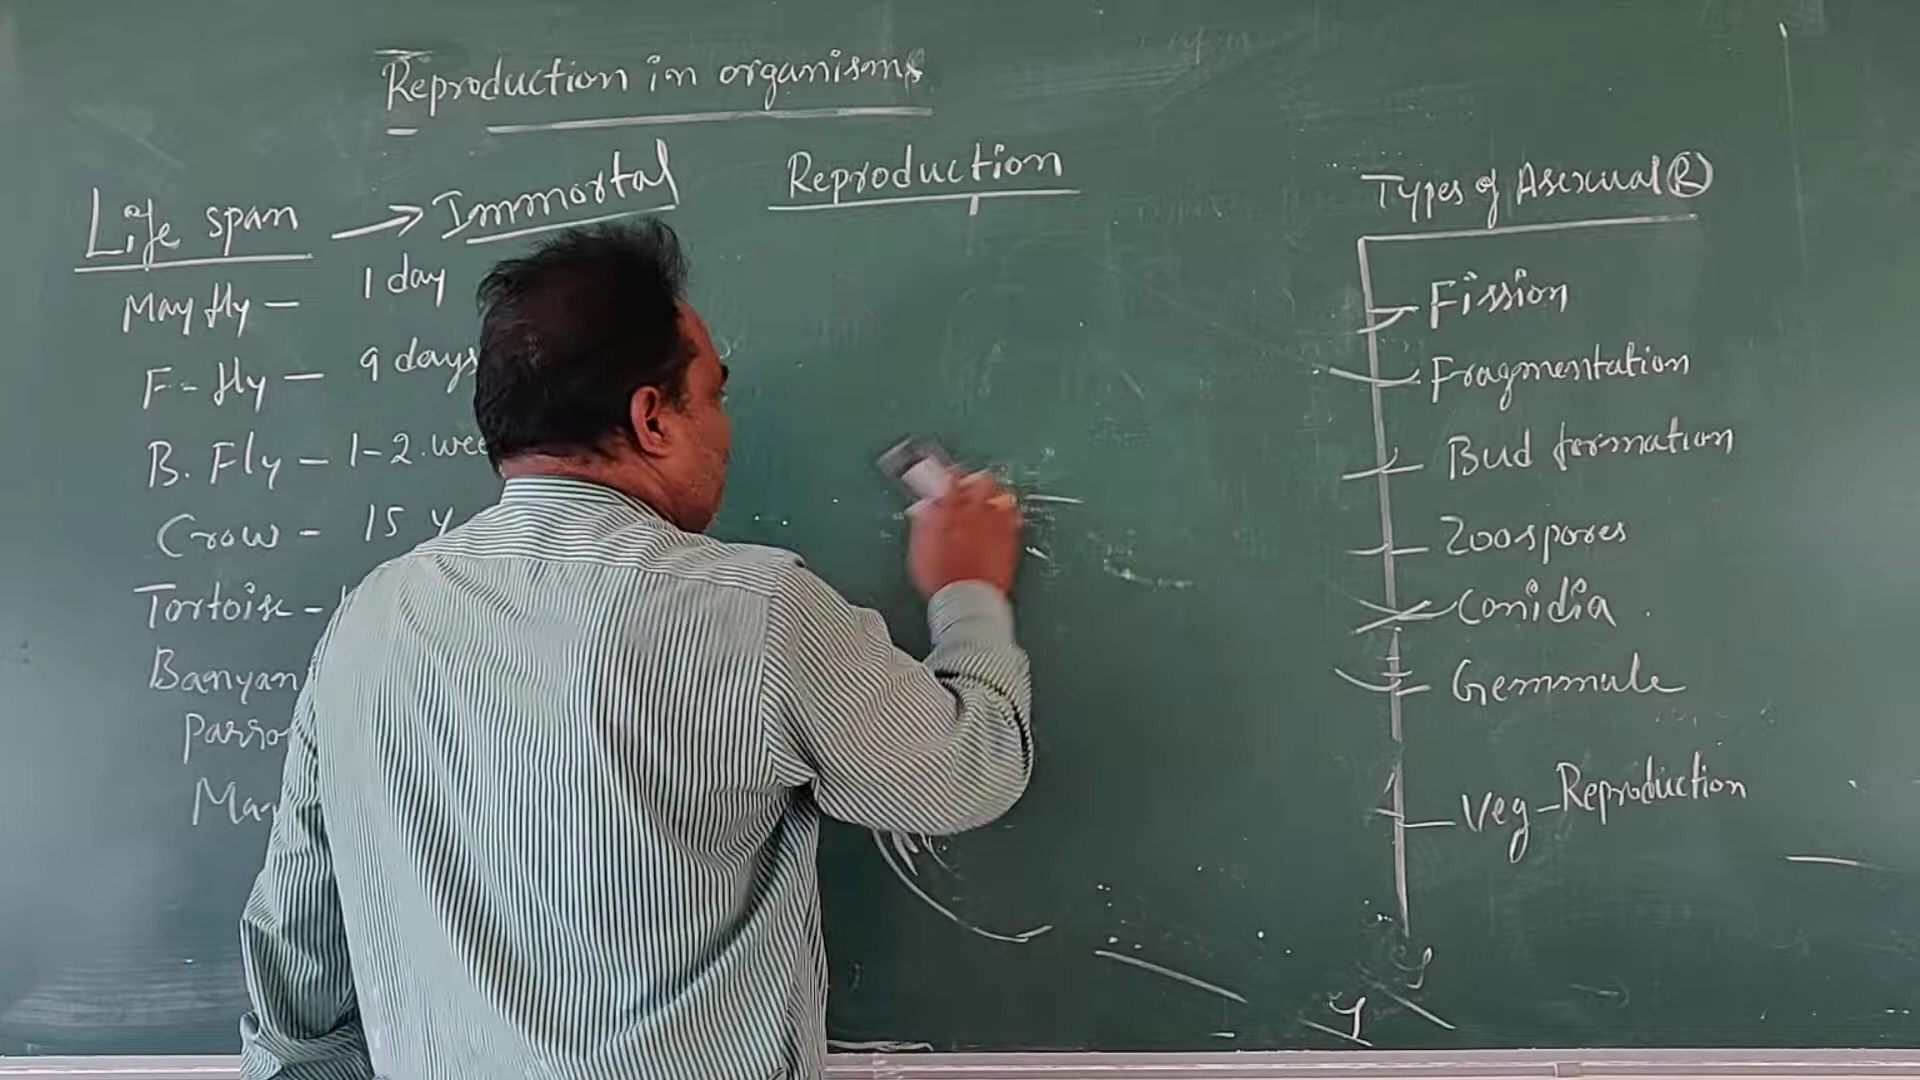 Reproduction in organisms
Life span → Immortal
May fly — 1 day
F-fly — 9 days
B. Fly — 1-2 wee
Crow - 15 y
Tortoise -
Banyan
Parro
Ma
Reproduction
Types of Asexual Ⓡ
Fission
Fragmentation
Bud formation
Zoospores
Conidia
Gemmule
Veg-Reproduction